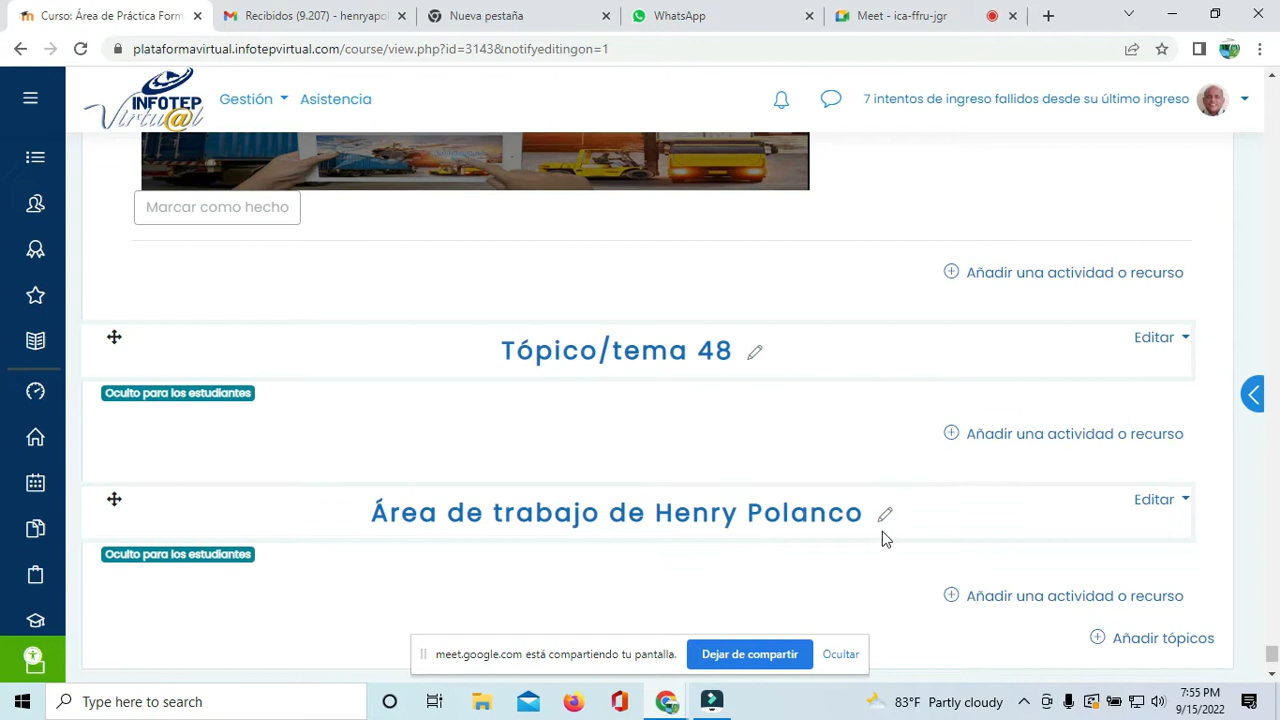 Curso: Área de Práctica Form
Recibidos (9.207) - henryapol
Nueva pestaña
WhatsApp
Meet - ica-ffru-jgr
plataformavirtual.infotepvirtual.com/course/view.php?id=3143&notifyeditingon=1
INFOTEP
Virtu@l
Gestión
Asistencia
7 intentos de ingreso fallidos desde su último ingreso
Marcar como hecho
Añadir una actividad o recurso
Tópico/tema 48
Editar
Oculto para los estudiantes
Añadir una actividad o recurso
Área de trabajo de Henry Polanco
Editar
Oculto para los estudiantes
Añadir una actividad o recurso
Añadir tópicos
meet.google.com está compartiendo tu pantalla.
Dejar de compartir
Ocultar
Type here to search
83°F Partly cloudy
7:55 PM
9/15/2022